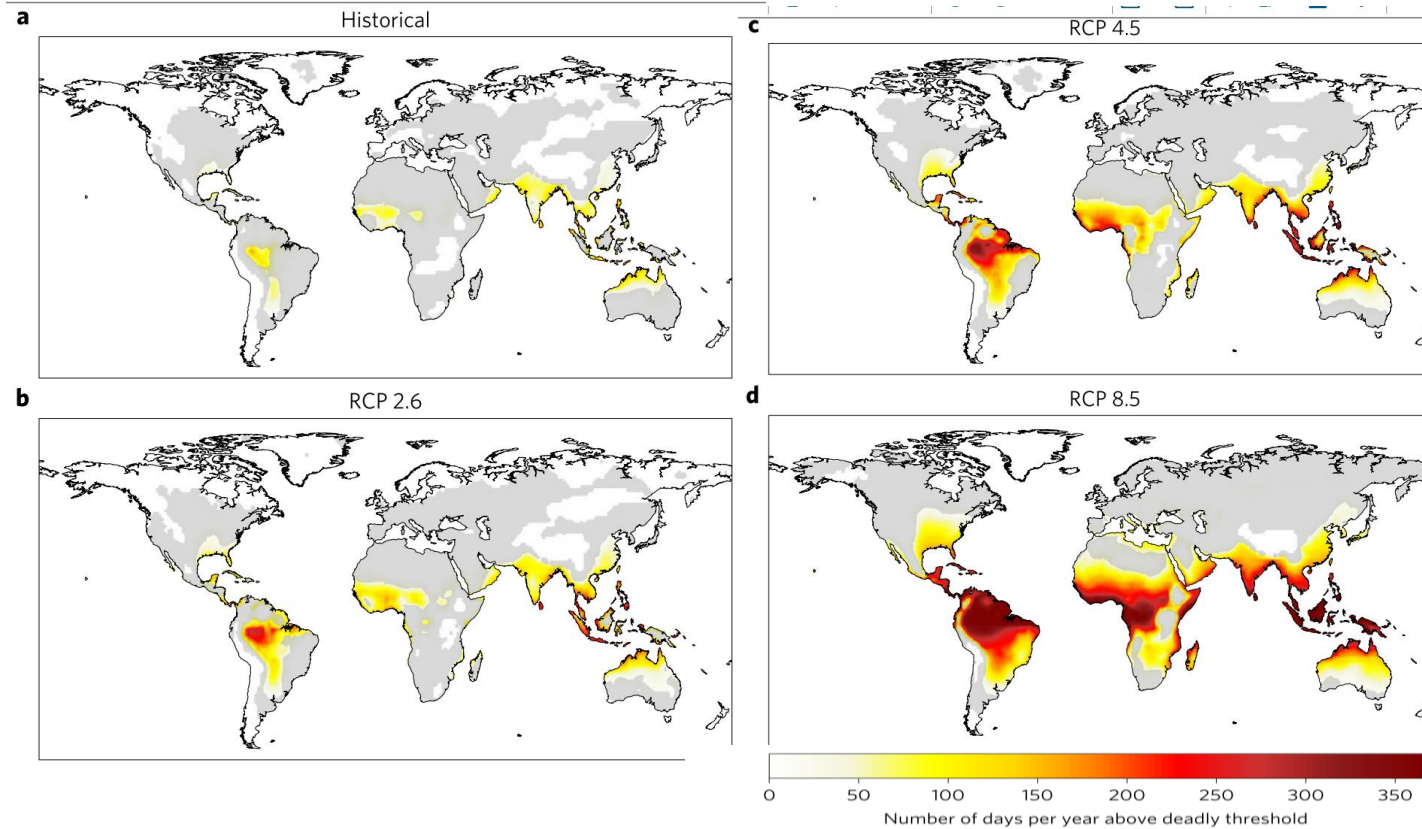 a
Historical
c
RCP 4.5
b
RCP 2.6
d
RCP 8.5
0 50 100 150 200 250 300 350
Number of days per year above deadly threshold